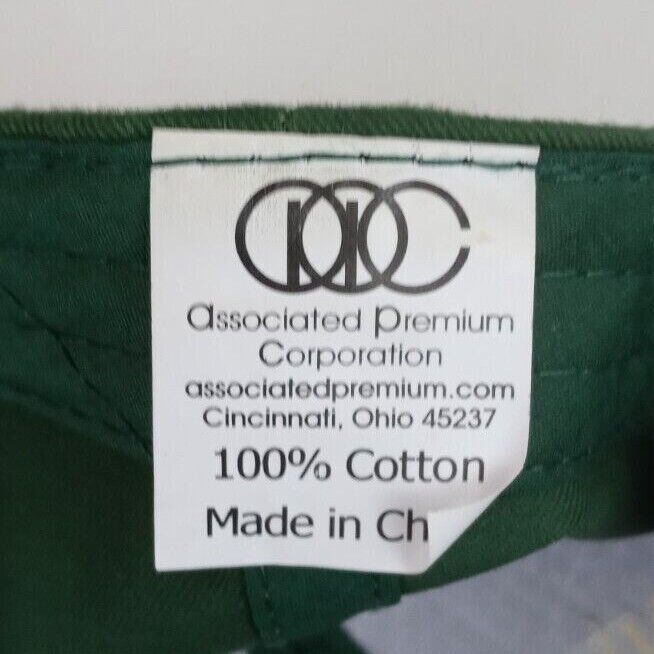 associated premium
Corporation
associatedpremium.com
Cincinnati, Ohio 45237
100% Cotton
Made in Ch